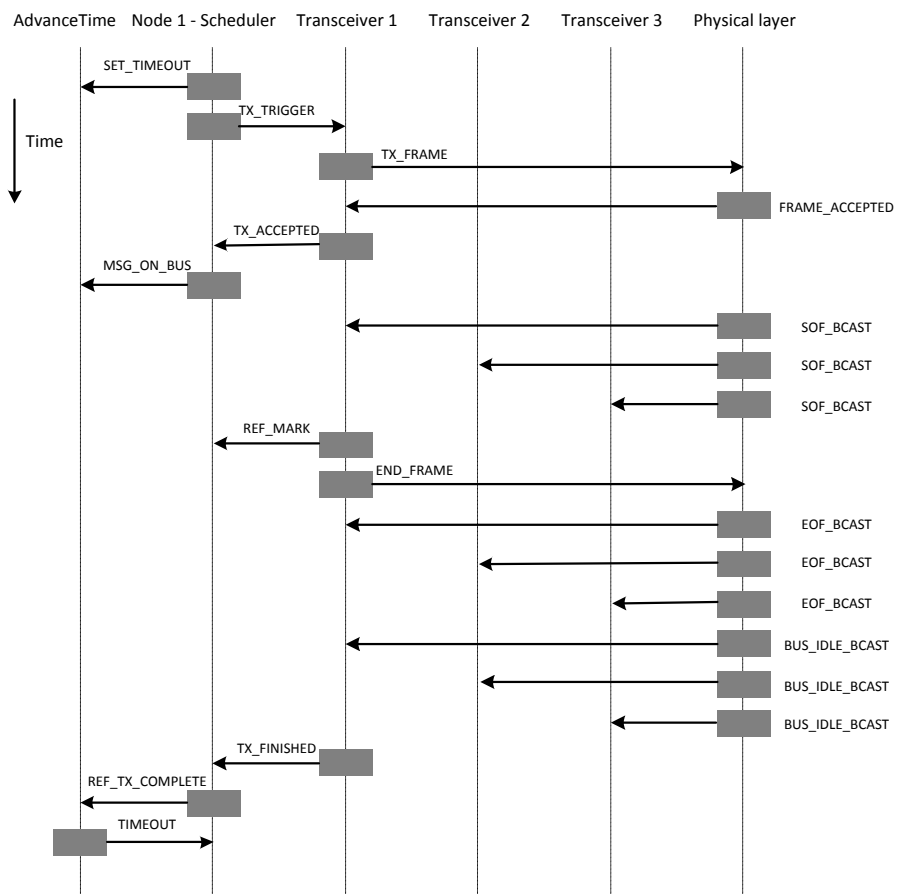 AdvanceTime Node 1 - Scheduler Transceiver 1 Transceiver 2 Transceiver 3 Physical layer
SET_TIMEOUT
TX_TRIGGER
Time
TX_FRAME
FRAME_ACCEPTED
TX_ACCEPTED
MSG_ON_BUS
SOF_BCAST
SOF_BCAST
SOF_BCAST
REF_MARK
END_FRAME
EOF_BCAST
EOF_BCAST
EOF_BCAST
BUS_IDLE_BCAST
BUS_IDLE_BCAST
BUS_IDLE_BCAST
TX_FINISHED
REF_TX_COMPLETE
TIMEOUT